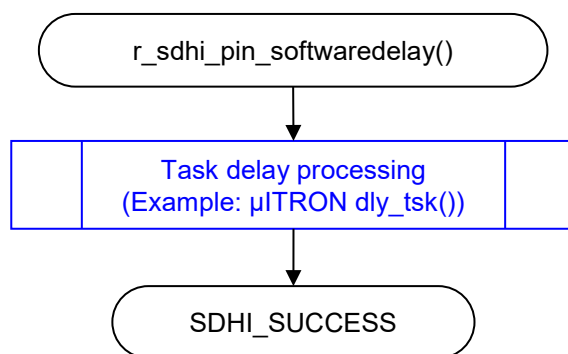 r_sdhi_pin_softwaredelay()
Task delay processing
(Example: μITRON dly_tsk())
SDHI_SUCCESS